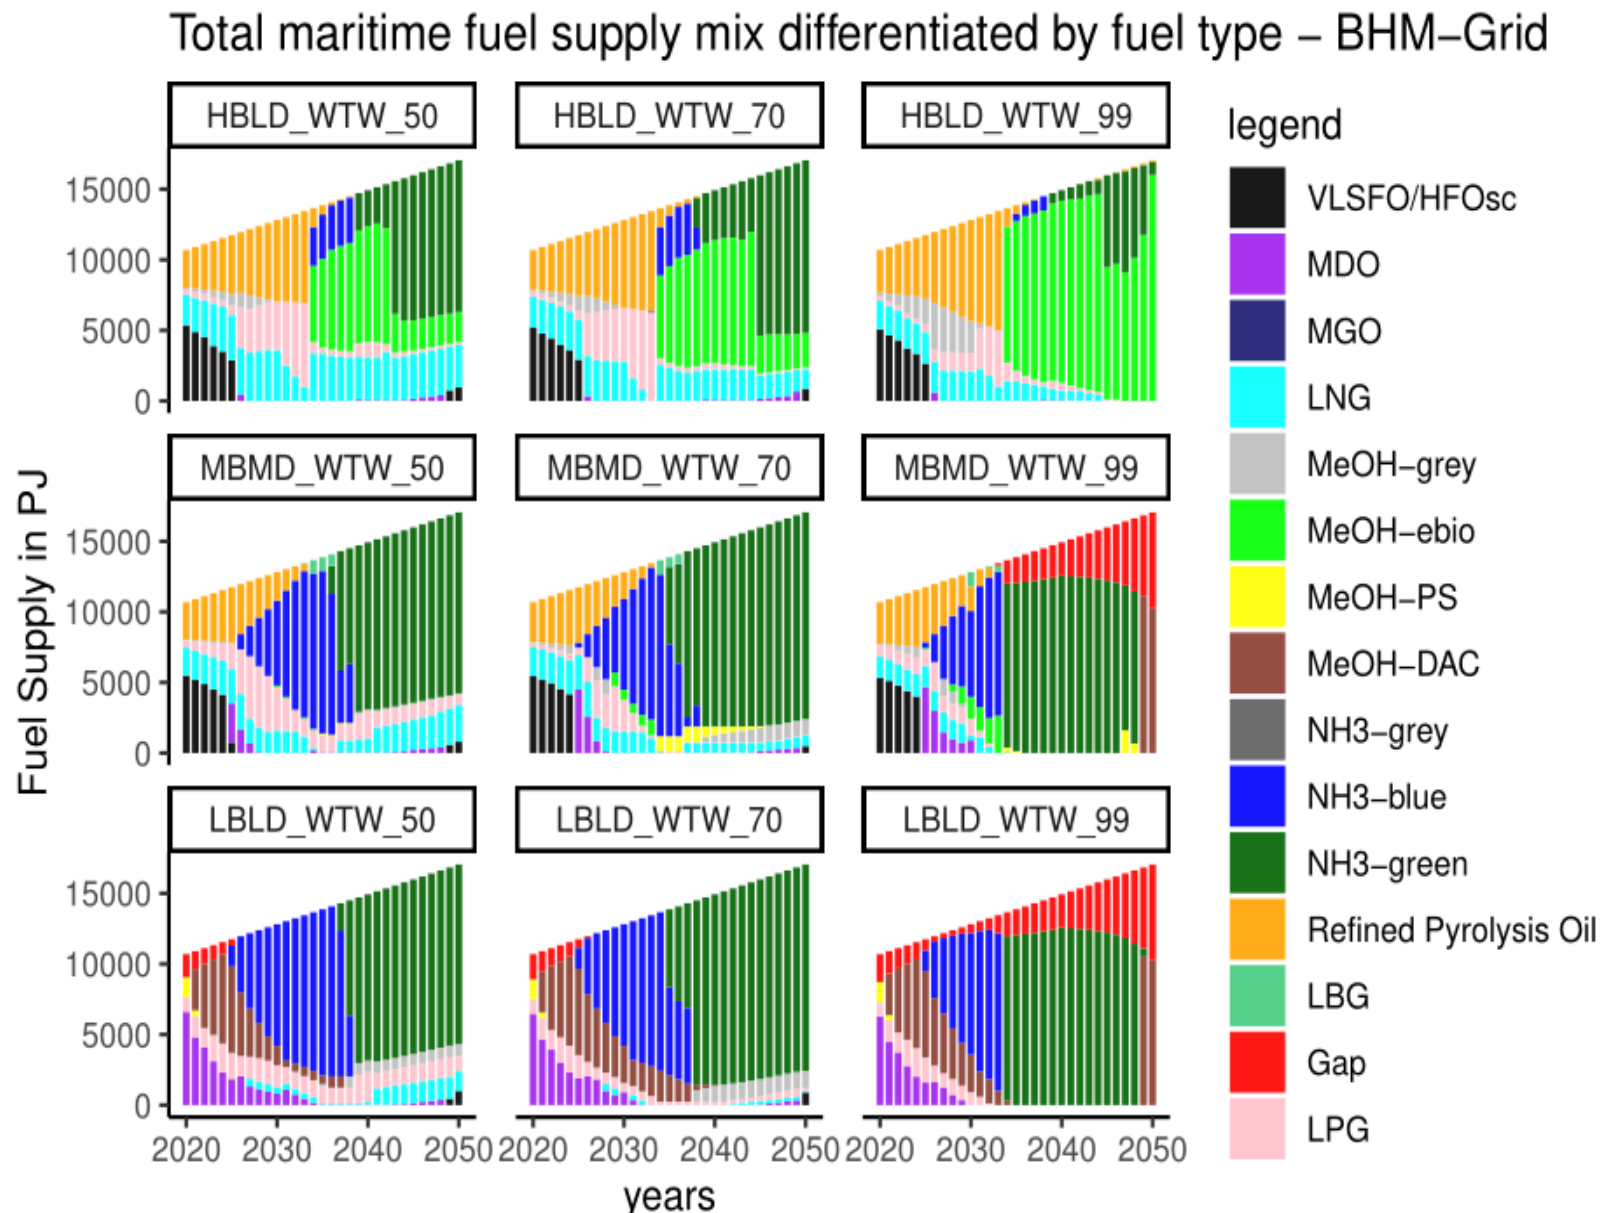 Total maritime fuel supply mix differentiated by fuel type – BHM–Grid
HBLD_WTW_50
HBLD_WTW_70
HBLD_WTW_99
15000
10000
5000
0
MBMD_WTW_50
MBMD_WTW_70
MBMD_WTW_99
15000
10000
5000
0
LBLD_WTW_50
LBLD_WTW_70
LBLD_WTW_99
15000
10000
5000
0
2020 2030 2040 2050
2020 2030 2040 2050
2020 2030 2040 2050
years
Fuel Supply in PJ
legend
VLSFO/HFOsc
MDO
MGO
LNG
MeOH–grey
MeOH–ebio
MeOH–PS
MeOH–DAC
NH3–grey
NH3–blue
NH3–green
Refined Pyrolysis Oil
LBG
Gap
LPG